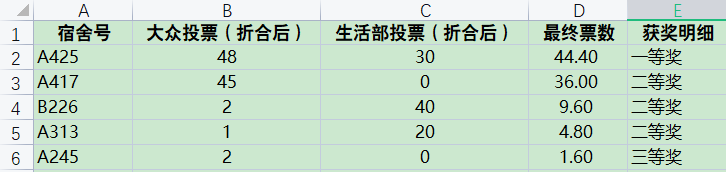 A B C D E
1 宿舍号 大众投票（折合后） 生活部投票（折合后） 最终票数 获奖明细
2 A425 48 30 44.40 一等奖
3 A417 45 0 36.00 二等奖
4 B226 2 40 9.60 二等奖
5 A313 1 20 4.80 二等奖
6 A245 2 0 1.60 三等奖